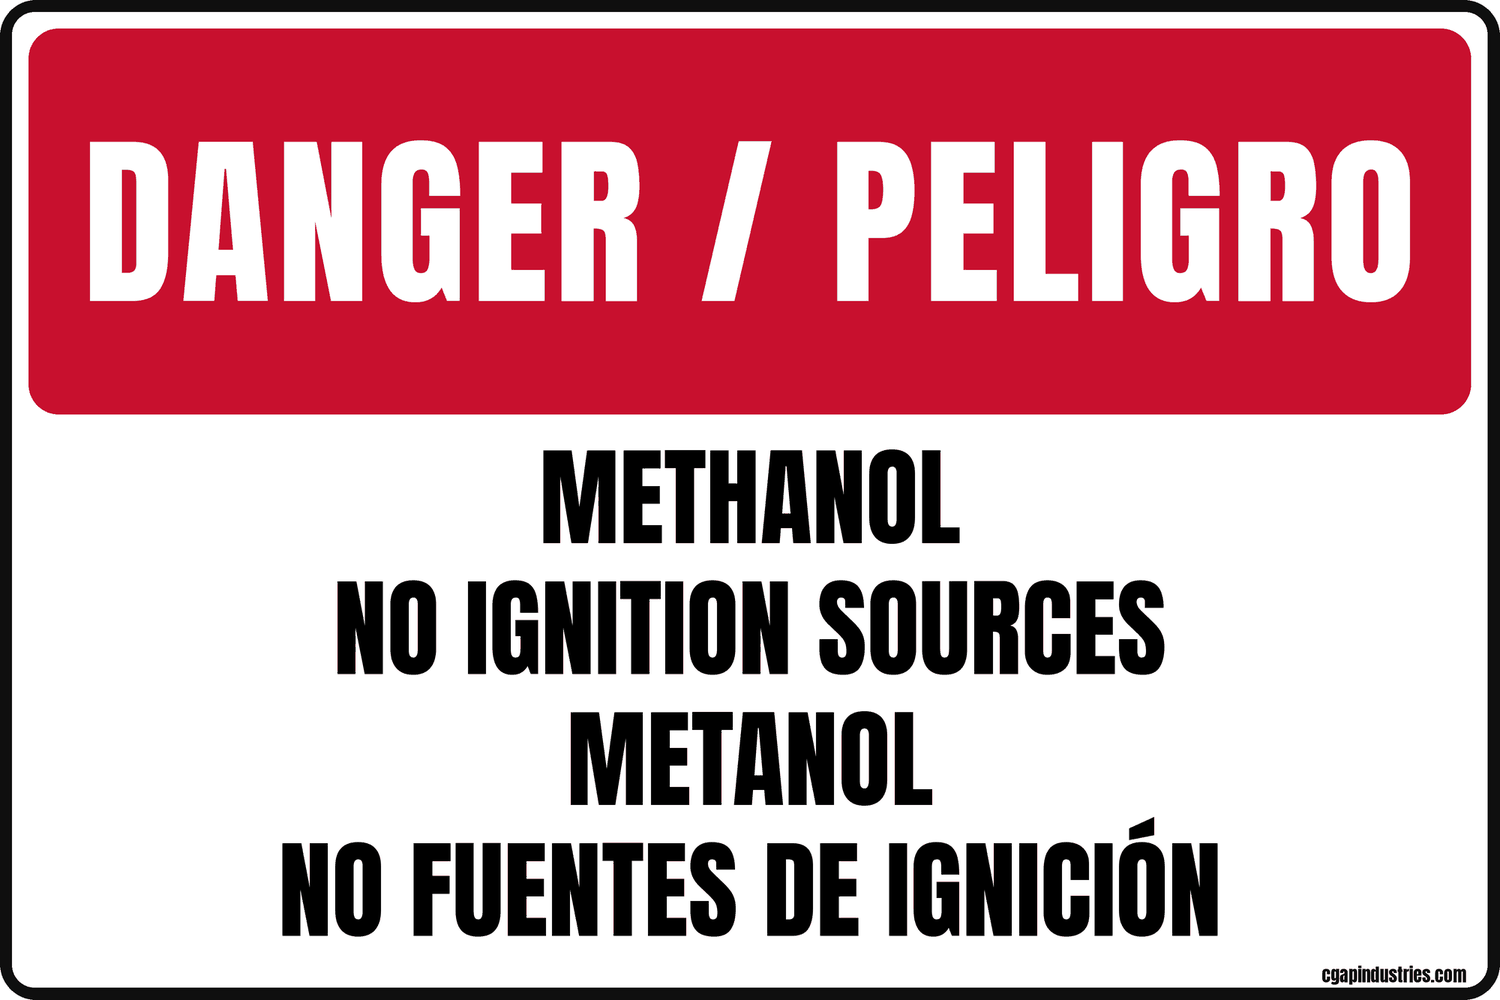 DANGER / PELIGRO
METHANOL
NO IGNITION SOURCES
METANOL
NO FUENTES DE IGNICIÓN
cgapindustries.com